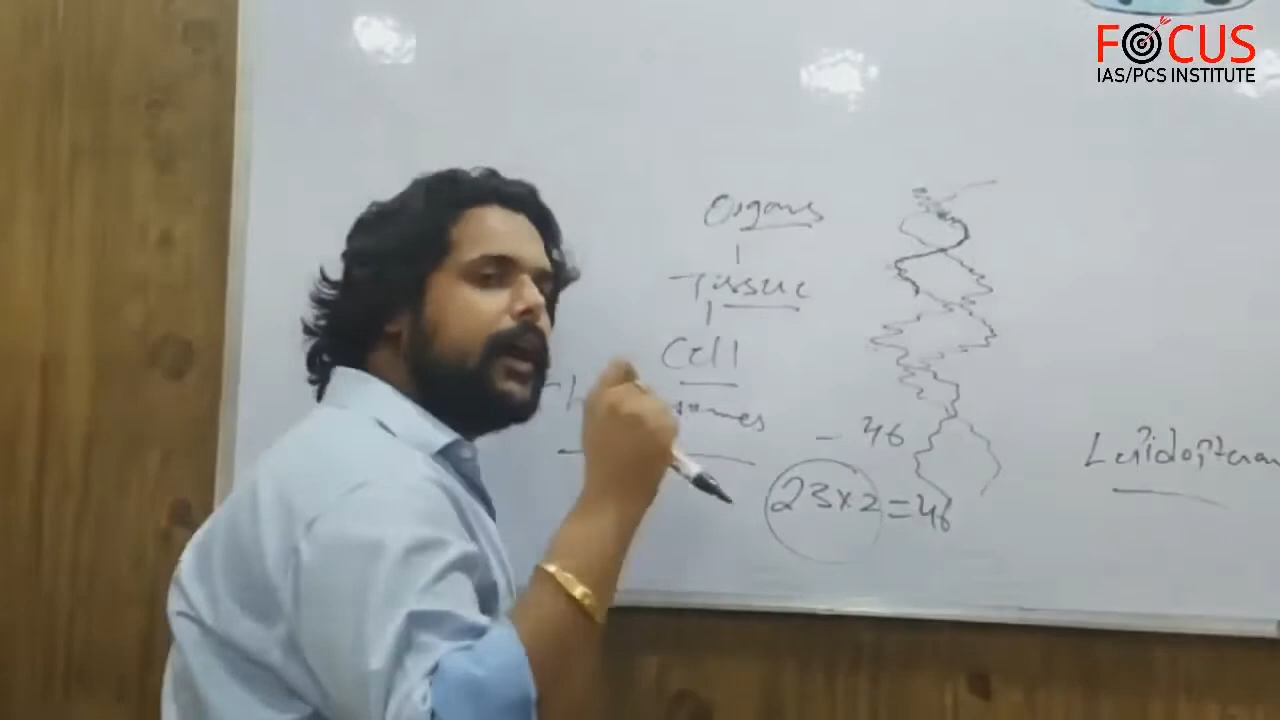 FOCUS
IAS/PCS INSTITUTE
Organs
Tissue
Cell
- 46
23x2=46